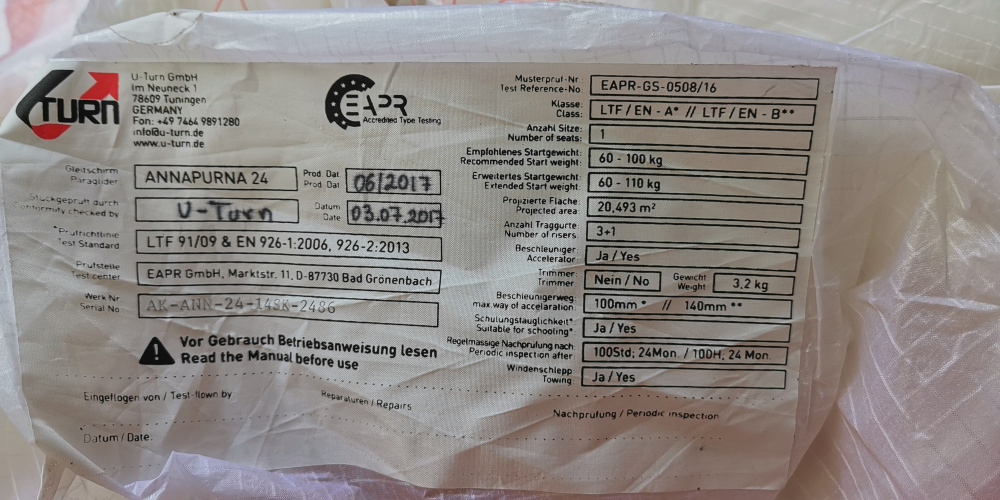 TURN
U-Turn GmbH
Im Neuneck 1
78609 Tuningen
GERMANY
Fon: +49 7464 9891280
info@u-turn.de
www.u-turn.de
EAPR
Accredited Type Testing
Gleitschirm
Paraglider
ANNAPURNA 24
Prod. Dat
Prod. Dat
06/2017
Stückgeprüft durch
Conformity checked by
U-Turn
Datum
Date
03.07.2017
*Prüfrichtlinie
Test Standard
LTF 91/09 & EN 926-1:2006, 926-2:2013
Prüfstelle
Test center
EAPR GmbH, Marktstr. 11, D-87730 Bad Grönenbach
Werk Nr
Serial No
AK-ANN-24-14SK-2486
Vor Gebrauch Betriebsanweisung lesen
Read the Manual before use
Eingeflogen von / Test-flown by
Reparaturen / Repairs
Nachprüfung / Periodic inspection
Datum / Date:
Musterprüf-Nr:
Test Reference-No
EAPR-GS-0508/16
Klasse:
Class:
LTF / EN - A* // LTF / EN - B**
Anzahl Sitze:
Number of seats:
1
Empfohlenes Startgewicht:
Recommended Start weight:
60 - 100 kg
Erweitertes Startgewicht:
Extended Start weight:
60 - 110 kg
Projizierte Fläche:
Projected area:
20,493 m²
Anzahl Traggurte:
Number of risers:
3+1
Beschleuniger:
Accelerator:
Ja / Yes
Trimmer:
Trimmer:
Nein / No
Gewicht
Weight
3,2 kg
Beschleunigerweg:
max.way of accelaration:
100mm * // 140mm **
Schulungstauglichkeit*
Suitable for schooling*:
Ja / Yes
Regelmässige Nachprüfung nach
Periodic inspection after
100Std; 24Mon. / 100H, 24 Mon.
Windenschlepp
Towing
Ja / Yes